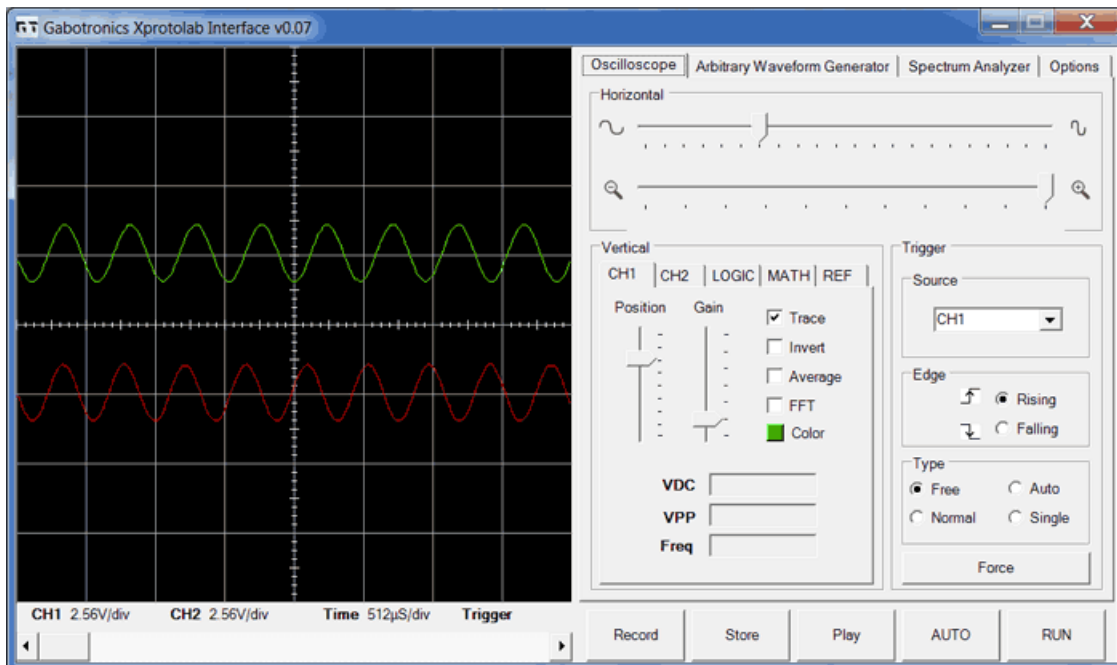 GT Gabotronics Xprotolab Interface v0.07
Oscilloscope Arbitrary Waveform Generator Spectrum Analyzer Options
Horizontal
Vertical
CH1 CH2 LOGIC MATH REF
Position Gain
Trace
Invert
Average
FFT
Color
VDC
VPP
Freq
Trigger
Source
CH1
Edge
Rising
Falling
Type
Free Auto
Normal Single
Force
CH1 2.56V/div CH2 2.56V/div Time 512µS/div Trigger
Record Store Play AUTO RUN